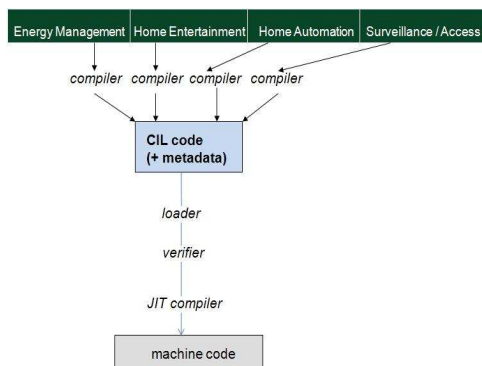 Energy Management Home Entertainment Home Automation Surveillance / Access
compiler compiler compiler compiler
CIL code
(+ metadata)
loader
verifier
JIT compiler
machine code